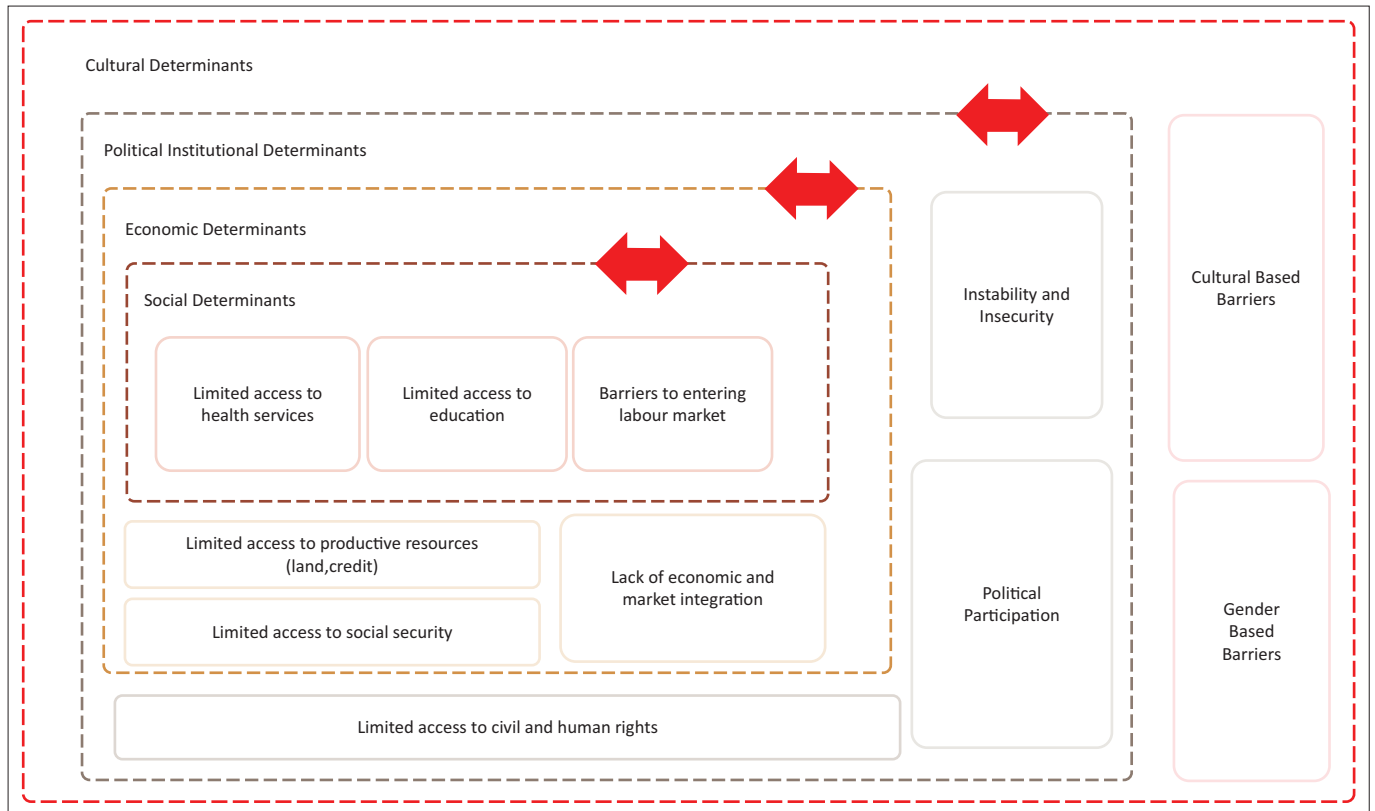 Cultural Determinants
Political Institutional Determinants
Economic Determinants
Social Determinants
Limited access to
health services
Limited access to
education
Barriers to entering
labour market
Limited access to productive resources
(land,credit)
Limited access to social security
Lack of economic and
market integration
Limited access to civil and human rights
Instability and
Insecurity
Political
Participation
Cultural Based
Barriers
Gender
Based
Barriers